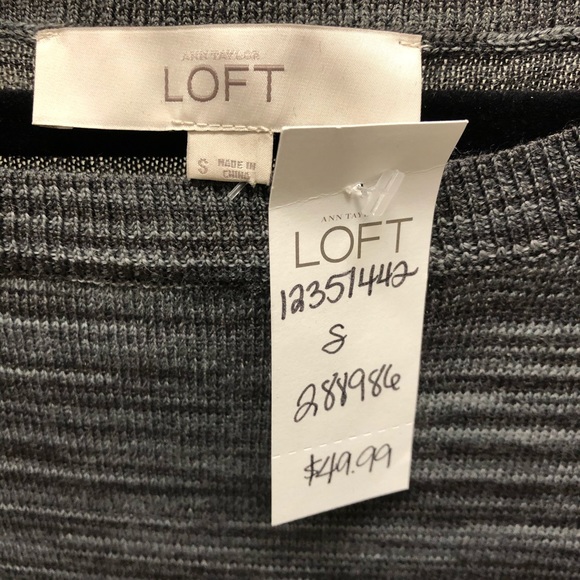 ANN TAYLOR
LOFT
S
MADE IN
CHINA
ANN TAYLOR
LOFT
12351442
S
288986
$49.99